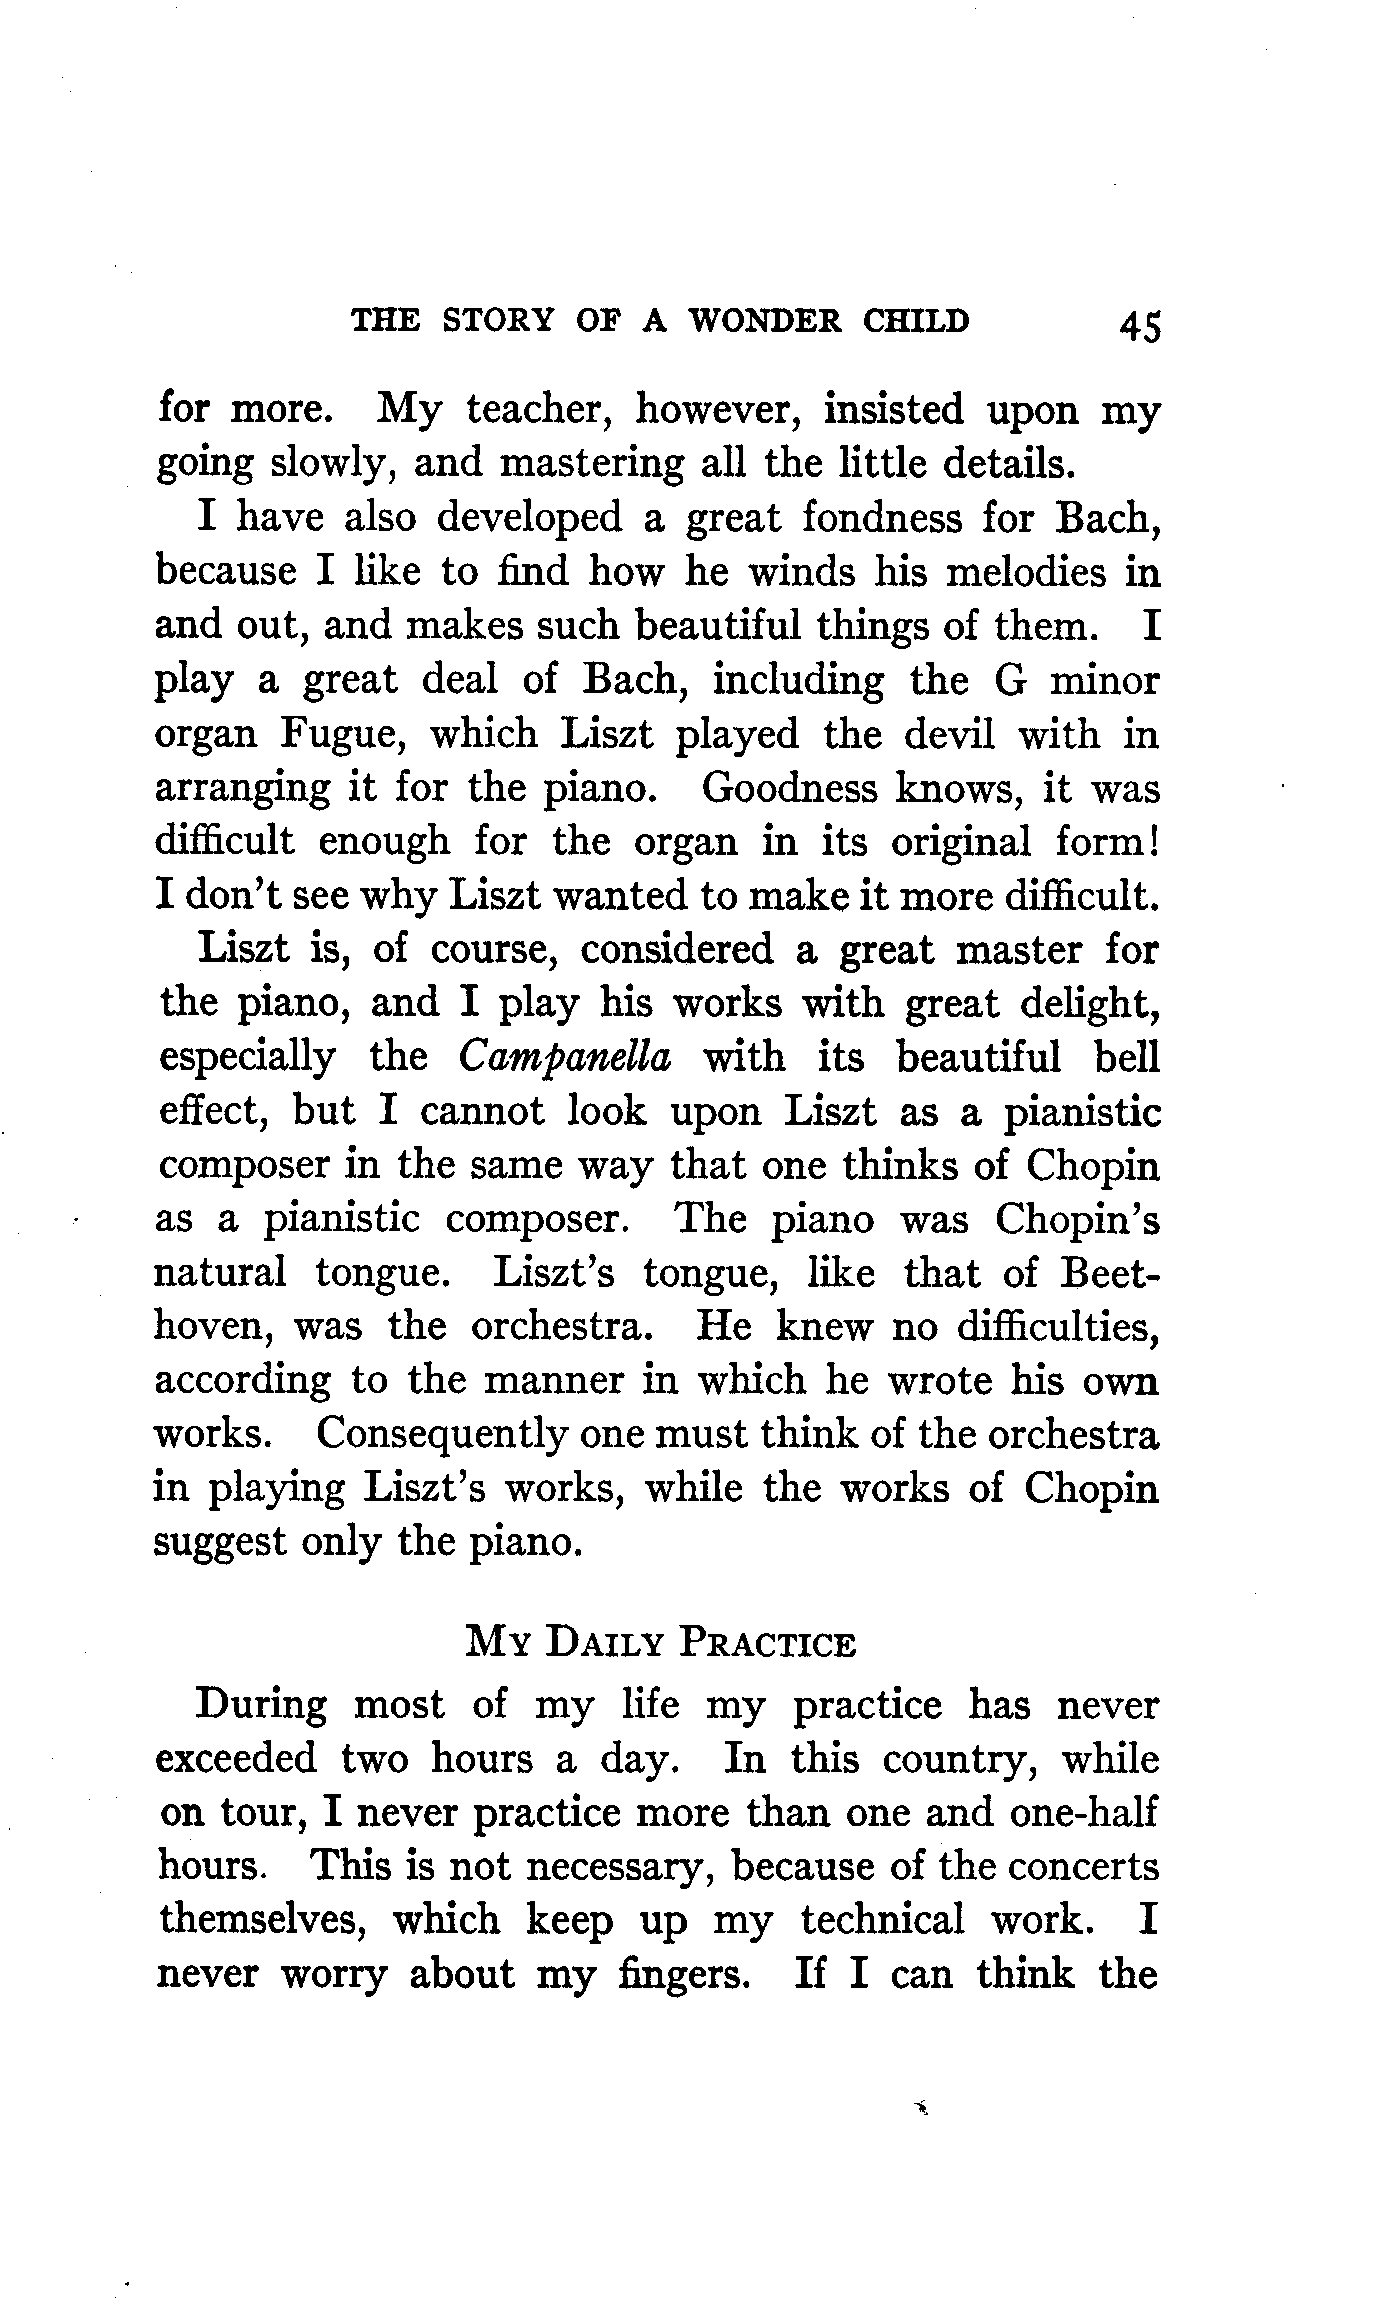 THE STORY OF A WONDER CHILD 45
for more. My teacher, however, insisted upon my
going slowly, and mastering all the little details.
I have also developed a great fondness for Bach,
because I like to find how he winds his melodies in
and out, and makes such beautiful things of them. I
play a great deal of Bach, including the G minor
organ Fugue, which Liszt played the devil with in
arranging it for the piano. Goodness knows, it was
difficult enough for the organ in its original form!
I don't see why Liszt wanted to make it more difficult.
Liszt is, of course, considered a great master for
the piano, and I play his works with great delight,
especially the Campanella with its beautiful bell
effect, but I cannot look upon Liszt as a pianistic
composer in the same way that one thinks of Chopin
as a pianistic composer. The piano was Chopin's
natural tongue. Liszt's tongue, like that of Beet-
hoven, was the orchestra. He knew no difficulties,
according to the manner in which he wrote his own
works. Consequently one must think of the orchestra
in playing Liszt's works, while the works of Chopin
suggest only the piano.
MY DAILY PRACTICE
During most of my life my practice has never
exceeded two hours a day. In this country, while
on tour, I never practice more than one and one-half
hours. This is not necessary, because of the concerts
themselves, which keep up my technical work. I
never worry about my fingers. If I can think the